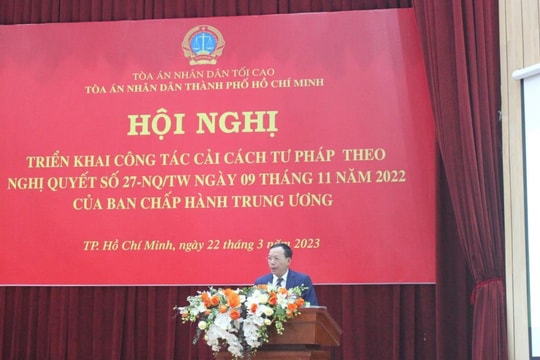 TÒA ÁN NHÂN DÂN TỐI CAO
TÒA ÁN NHÂN DÂN THÀNH PHỐ HỒ CHÍ MINH
HỘI NGHỊ
TRIỂN KHAI CÔNG TÁC CẢI CÁCH TƯ PHÁP THEO
NGHỊ QUYẾT SỐ 27-NQ/TW NGÀY 09 THÁNG 11 NĂM 2022
CỦA BAN CHẤP HÀNH TRUNG ƯƠNG
TP. Hồ Chí Minh, ngày 22 tháng 3 năm 2023